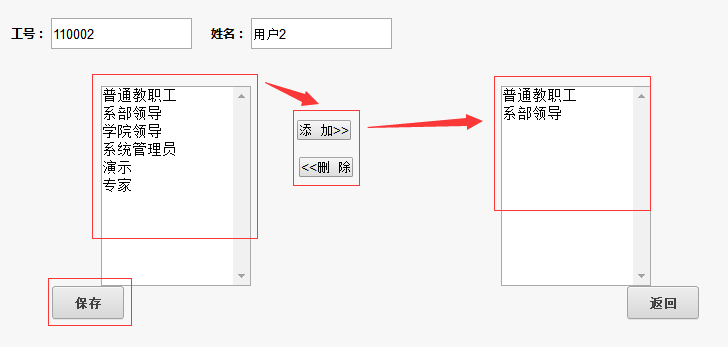 工号： 110002 姓名： 用户2
普通教职工
系部领导
学院领导
系统管理员
演示
专家
添 加>>
<<删 除
普通教职工
系部领导
保存
返回